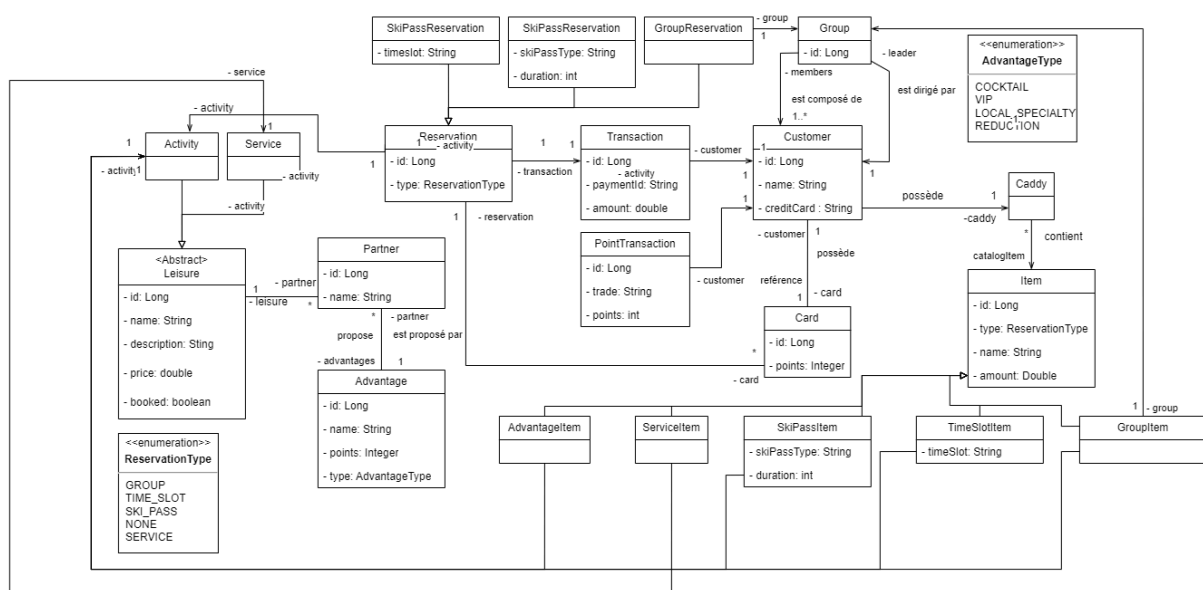 SkiPassReservation
- timeslot: String
SkiPassReservation
- skiPassType: String
- duration: int
GroupReservation
- group
1
Group
- id: Long
- leader
- members
est dirigé par
est composé de
1..*
<<enumeration>>
AdvantageType
COCKTAIL
VIP
LOCAL_SPECIALTY
REDUCTION
1
- service
- activity
1
1
Activity
- activity
1
Service
- activity
- activity
Reservation
1
1
- activity
- id: Long
- type: ReservationType
1
1
- transaction
1
- reservation
Transaction
- id: Long
- activity
- paymentId: String
- amount: double
- customer
1
Customer
1
- id: Long
- name: String
- creditCard : String
1
1
possède
1
-caddy
Caddy
*
contient
catalogItem
PointTransaction
- id: Long
- trade: String
- points: int
- customer
- customer
1
possède
reférence
1
- card
<Abstract>
Leisure
- id: Long
- name: String
- description: Sting
- price: double
- booked: boolean
1
- leisure
- partner
*
Partner
- id: Long
- name: String
*
- partner
propose
est proposé par
- advantages
1
Advantage
- id: Long
- name: String
- points: Integer
- type: AdvantageType
Card
- id: Long
- points: Integer
*
- card
Item
- id: Long
- type: ReservationType
- name: String
- amount: Double
<<enumeration>>
ReservationType
GROUP
TIME_SLOT
SKI_PASS
NONE
SERVICE
AdvantageItem
ServiceItem
SkiPassItem
- skiPassType: String
- duration: int
TimeSlotItem
- timeSlot: String
1
- group
GroupItem